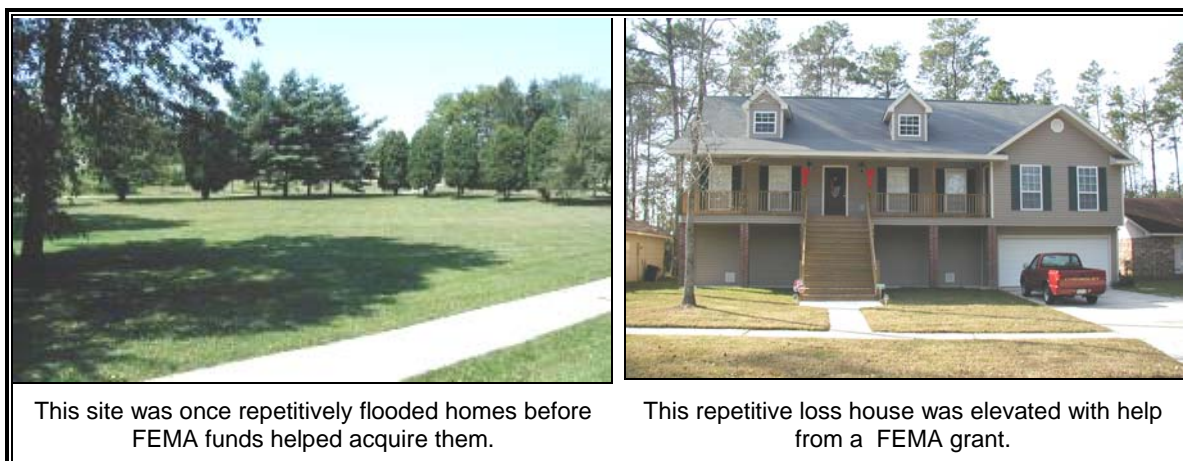 This site was once repetitively flooded homes before
FEMA funds helped acquire them.
This repetitive loss house was elevated with help
from a FEMA grant.
CHEVROLET